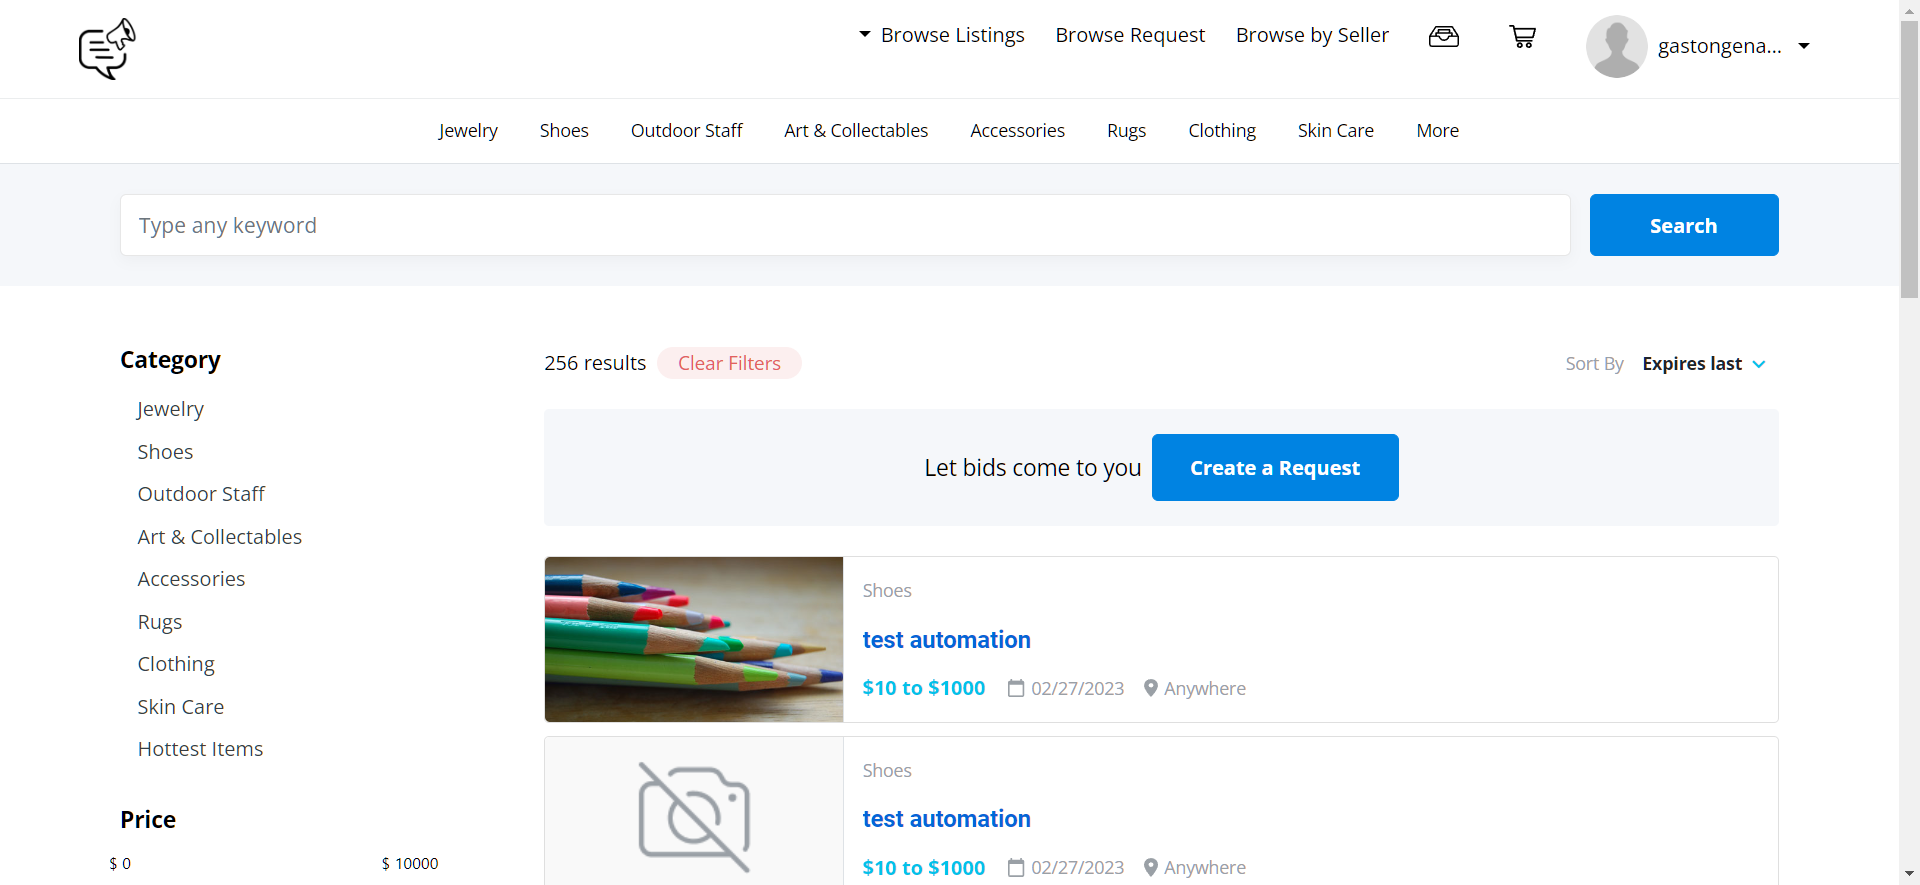 Browse Listings
Browse Request
Browse by Seller
gastongena...
Jewelry
Shoes
Outdoor Staff
Art & Collectables
Accessories
Rugs
Clothing
Skin Care
More
Type any keyword
Search
Category
Jewelry
Shoes
Outdoor Staff
Art & Collectables
Accessories
Rugs
Clothing
Skin Care
Hottest Items
Price
$ 0
$ 10000
256 results
Clear Filters
Sort By
Expires last
Let bids come to you
Create a Request
Shoes
test automation
$10 to $1000
02/27/2023
Anywhere
Shoes
test automation
$10 to $1000
02/27/2023
Anywhere